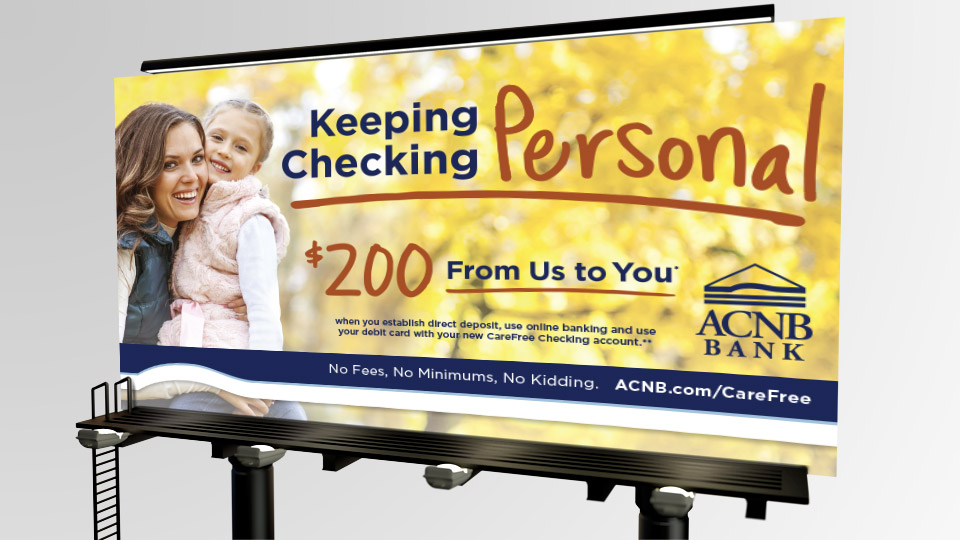 Keeping
Checking Personal
$200 From Us to You*
when you establish direct deposit, use online banking and use
your debit card with your new CareFree Checking account.**
ACNB
BANK
No Fees, No Minimums, No Kidding. ACNB.com/CareFree